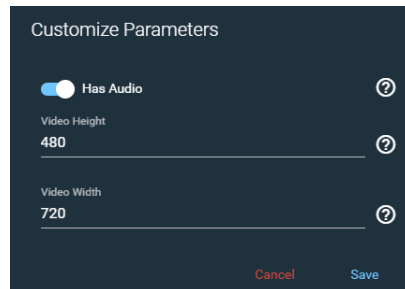 Customize Parameters
Has Audio
Video Height
480
Video Width
720
Cancel Save